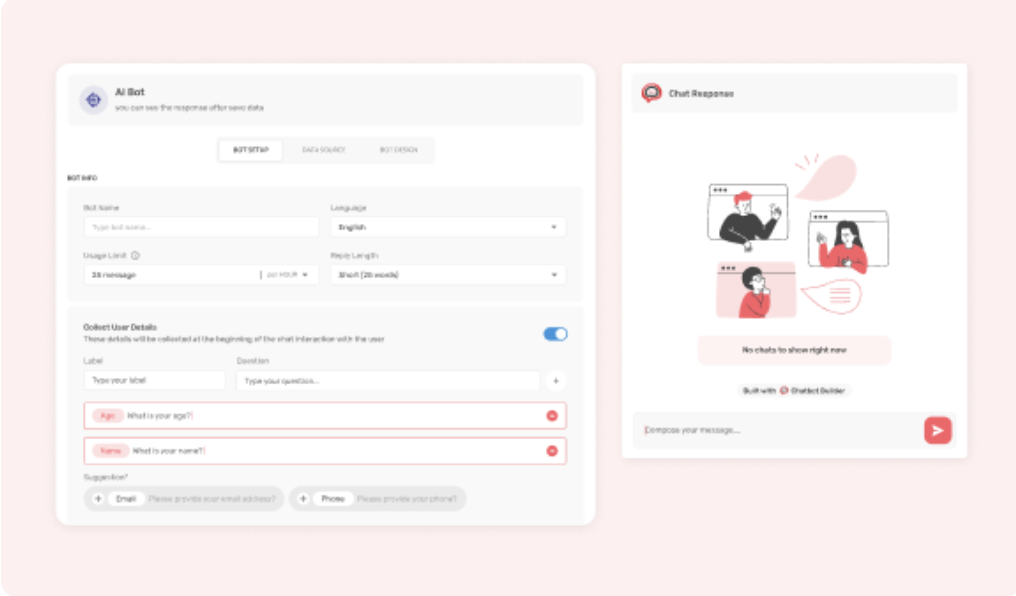 AI Bot
you can see the response after save data
BOT SETUP
DATA SOURCE
BOT DESIGN
BOT INFO
Bot Name
Language
Type bot name...
English
Usage Limit
Reply Length
25 message
per HOUR
Short (25 words)
Collect User Details
These details will be collected at the beginning of the chat interaction with the user
Label
Question
Type your label
Type your question...
+
Age What is your age?
Name What is your name?
Suggestion*
+ Email Please provide your email address?
+ Phone Please provide your phone?
Chat Response
No chats to show right now
Built with Chatbot Builder
Compose your message...